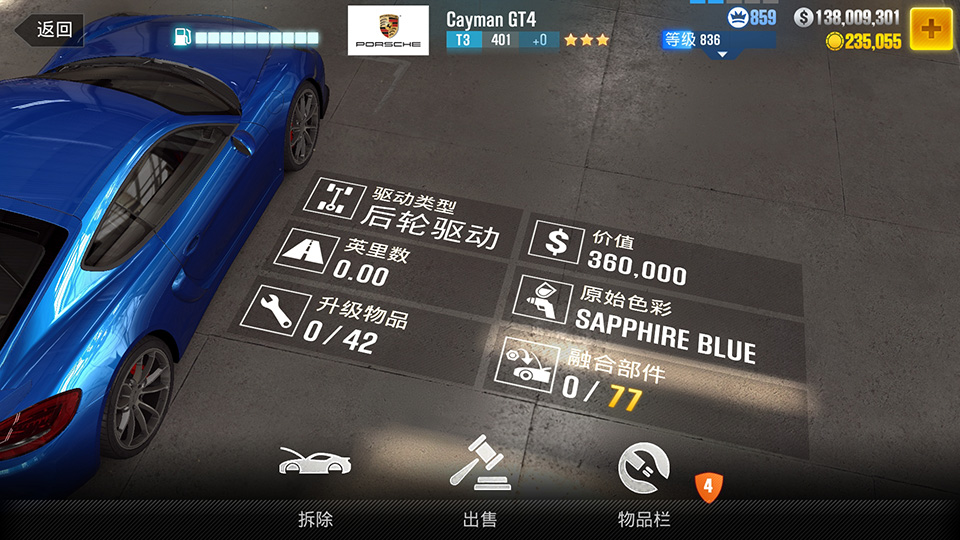 返回
PORSCHE
Cayman GT4
T3 401 +0
859
138,009,301
等级 836
235,055
驱动类型
后轮驱动
英里数
0.00
升级物品
0 / 42
价值
360,000
原始色彩
SAPPHIRE BLUE
融合部件
0 / 77
4
拆除
出售
物品栏